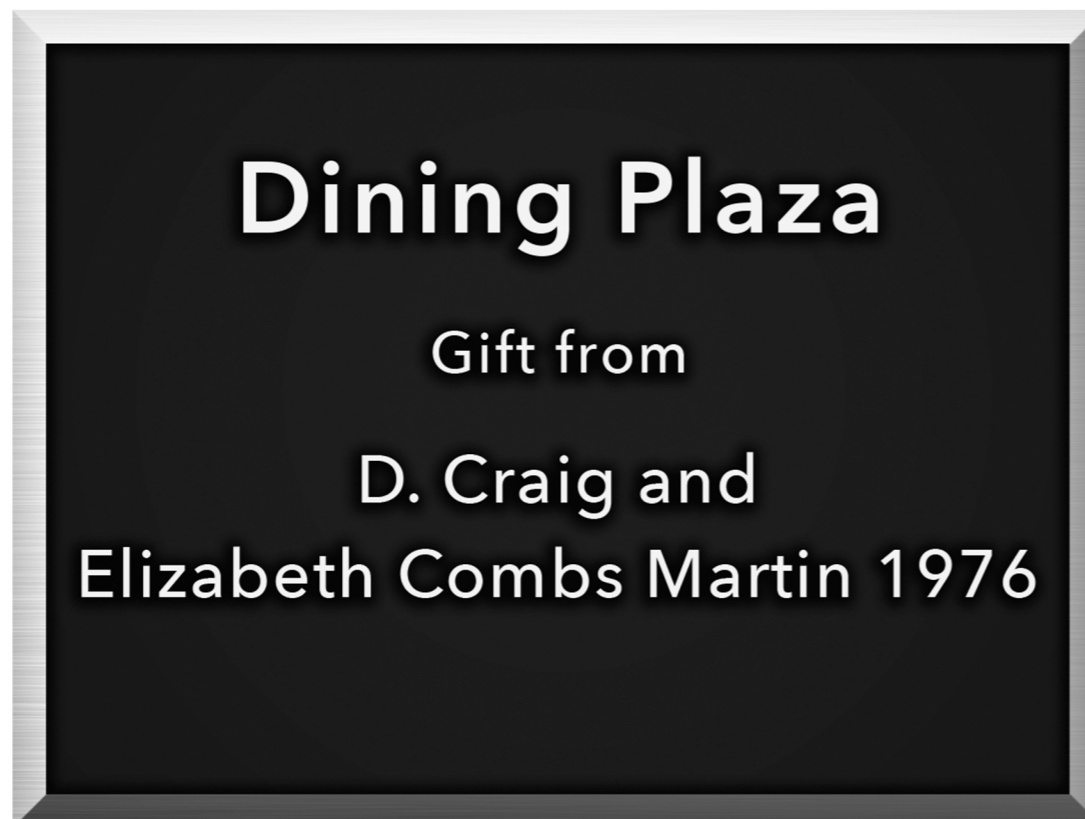 Dining Plaza
Gift from
D. Craig and
Elizabeth Combs Martin 1976